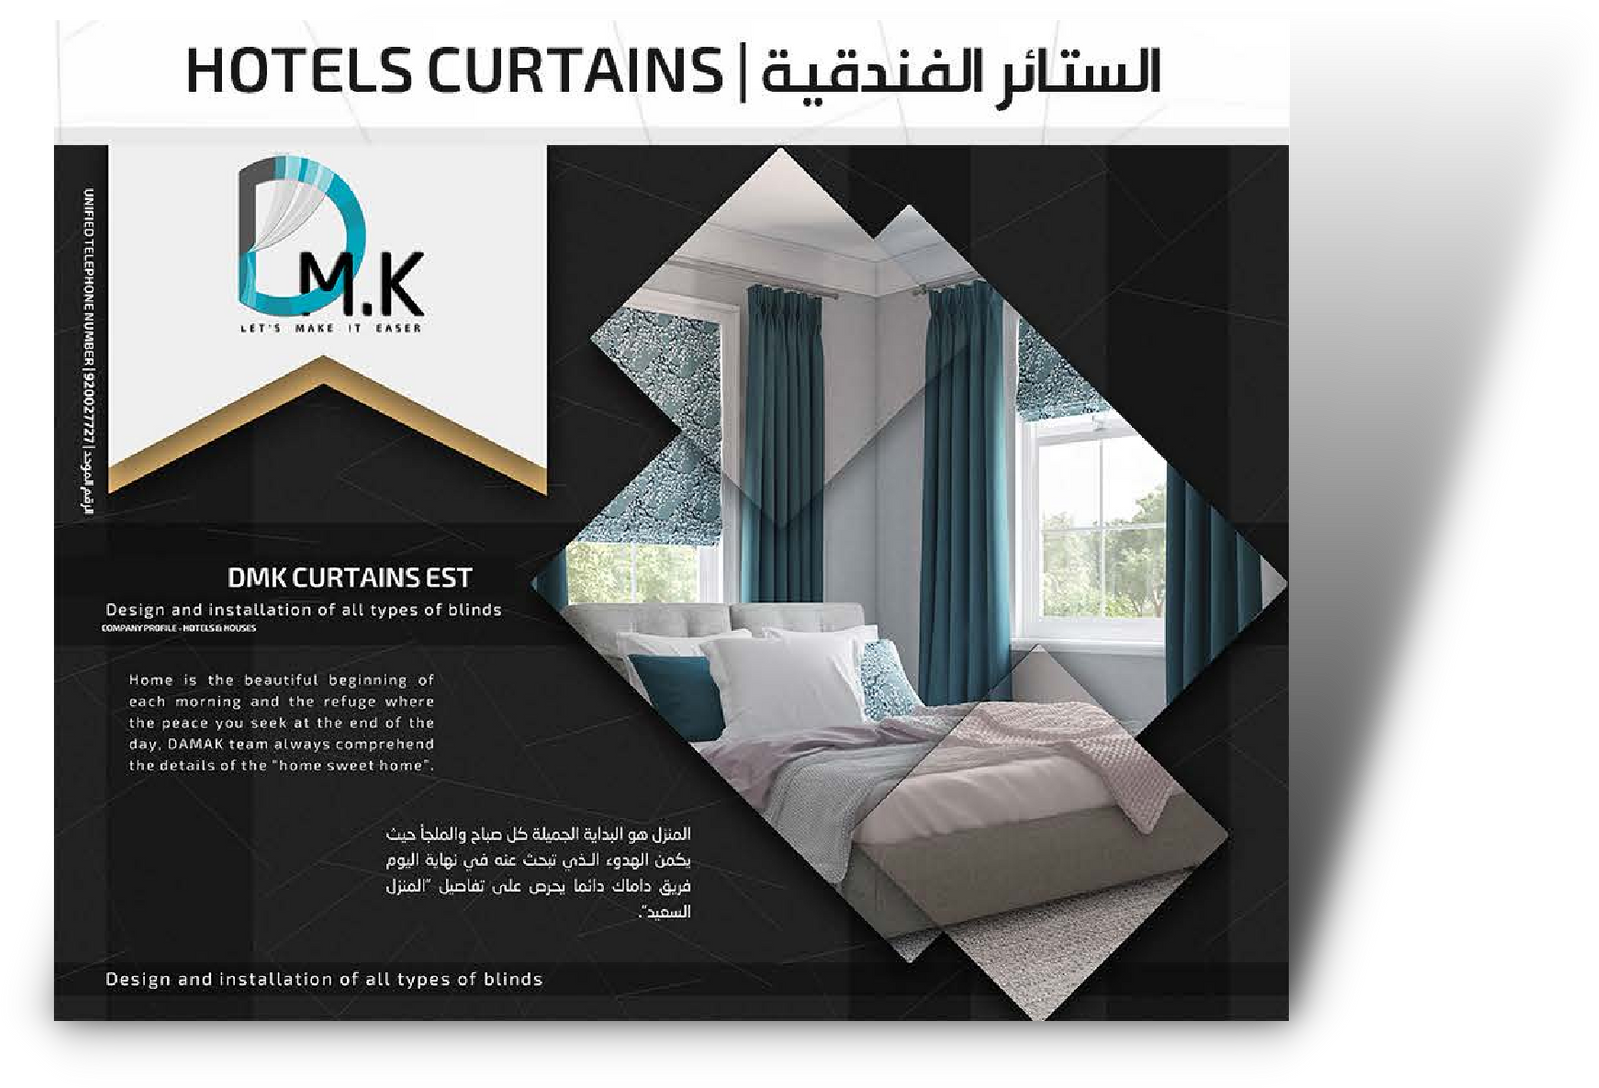 HOTELS CURTAINS | الستائر الفندقية
D M.K
LET'S MAKE IT EASER
UNIFIED TELEPHONE NUMBER | 920027727 | الرقم الموحد
DMK CURTAINS EST
Design and installation of all types of blinds
COMPANY PROFILE - HOTELS & HOUSES
Home is the beautiful beginning of
each morning and the refuge where
the peace you seek at the end of the
day, DAMAK team always comprehend
the details of the "home sweet home".
المنزل هو البداية الجميلة كل صباح والملجأ حيث
يكمن الهدوء الذي تبحث عنه في نهاية اليوم
فريق داماك دائما يحرص على تفاصيل "المنزل
السعيد".
Design and installation of all types of blinds